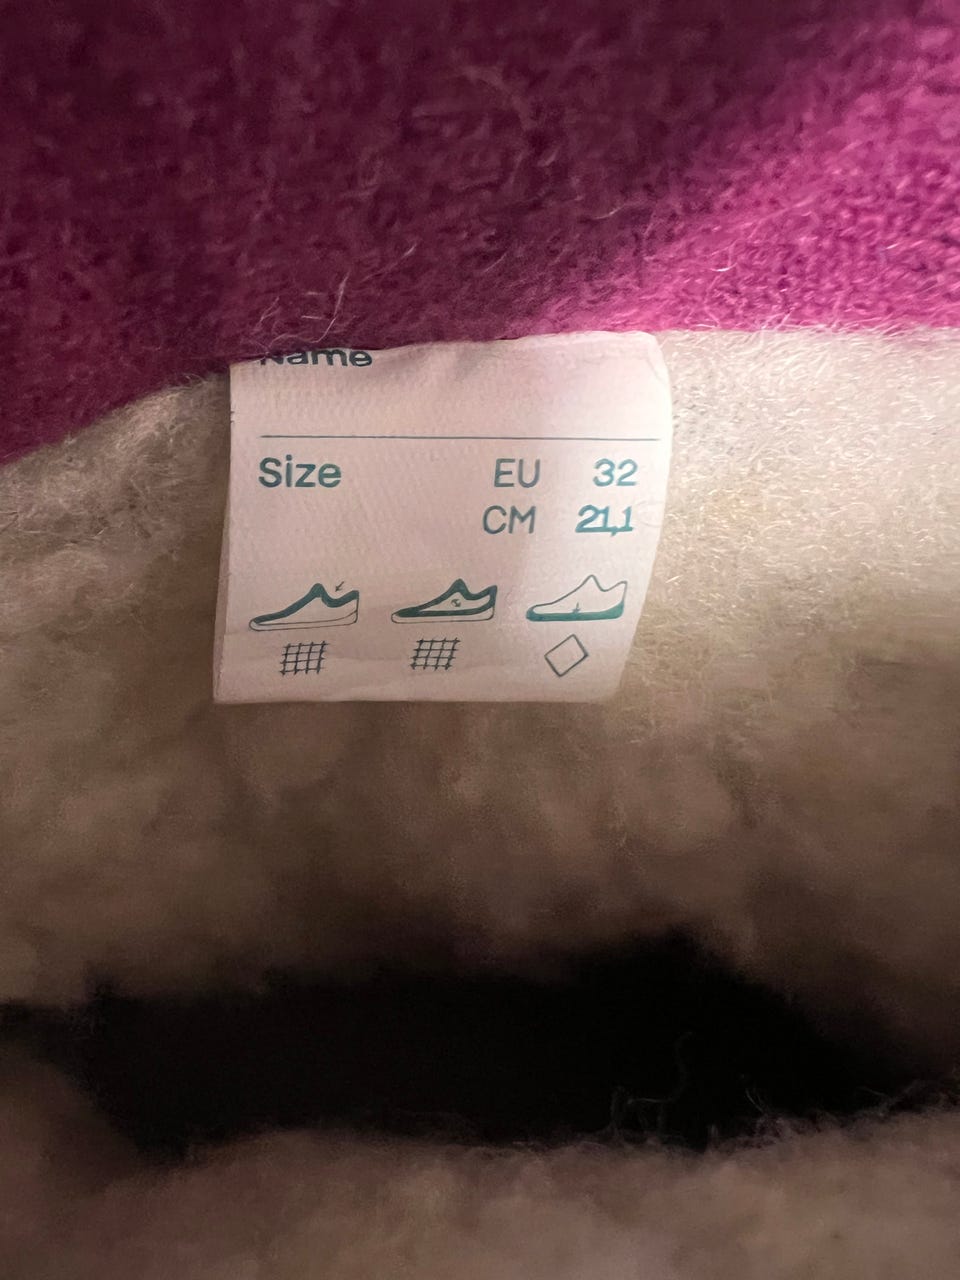 Name
Size EU 32
CM 21,1